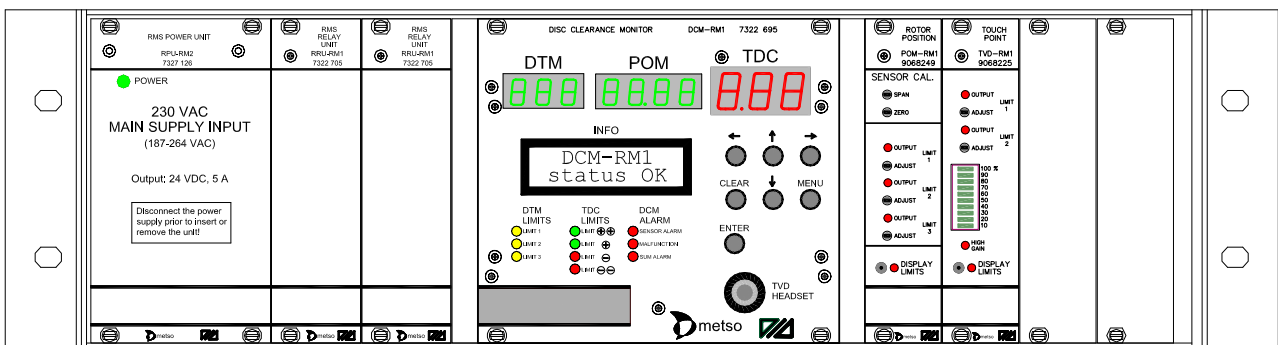 RMS POWER UNIT
RPU-RM2
7327 126
POWER
230 VAC
MAIN SUPPLY INPUT
(187-264 VAC)
Output: 24 VDC, 5 A
Disconnect the power
supply prior to insert or
remove the unit!
metso
RMS
RELAY
UNIT
RRU-RM1
7322 705
metso
RMS
RELAY
UNIT
RRU-RM1
7322 705
metso
DISC CLEARANCE MONITOR DCM-RM1 7322 695
DTM POM TDC
888 88.88 8.88
INFO
DCM-RM1
status OK
CLEAR MENU
ENTER
DTM
LIMITS
LIMIT 1
LIMIT 2
LIMIT 3
TDC
LIMITS
LIMIT ++
LIMIT +
LIMIT -
LIMIT --
DCM
ALARM
SENSOR ALARM
MALFUNCTION
SUM ALARM
TVD
HEADSET
metso
ROTOR
POSITION
POM-RM1
9068249
SENSOR CAL.
SPAN
ZERO
OUTPUT
LIMIT
1
ADJUST
OUTPUT
LIMIT
2
ADJUST
OUTPUT
LIMIT
3
ADJUST
DISPLAY
LIMITS
metso
TOUCH
POINT
TVD-RM1
9068225
OUTPUT
LIMIT
1
ADJUST
OUTPUT
LIMIT
2
ADJUST
100 %
90
80
70
60
50
40
30
20
10
HIGH
GAIN
DISPLAY
LIMITS
metso